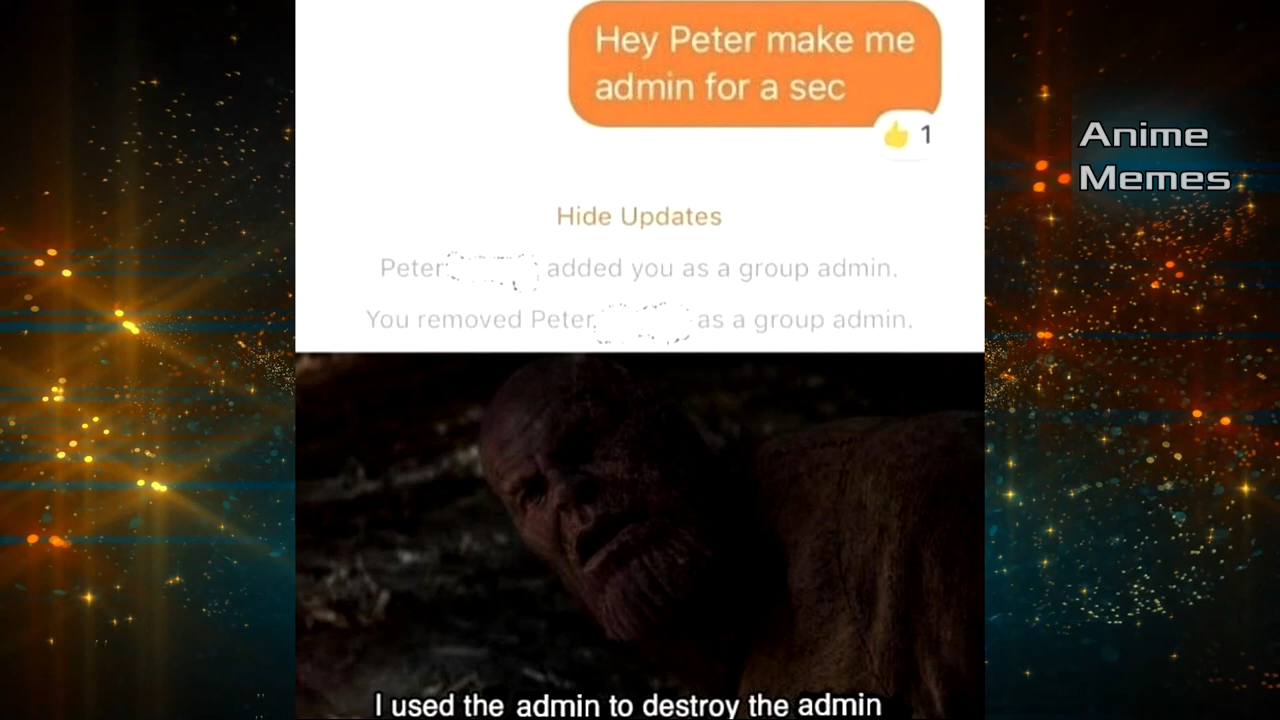 Hey Peter make me
admin for a sec
1
Anime
Memes
Hide Updates
Peter added you as a group admin.
You removed Peter as a group admin.
I used the admin to destroy the admin